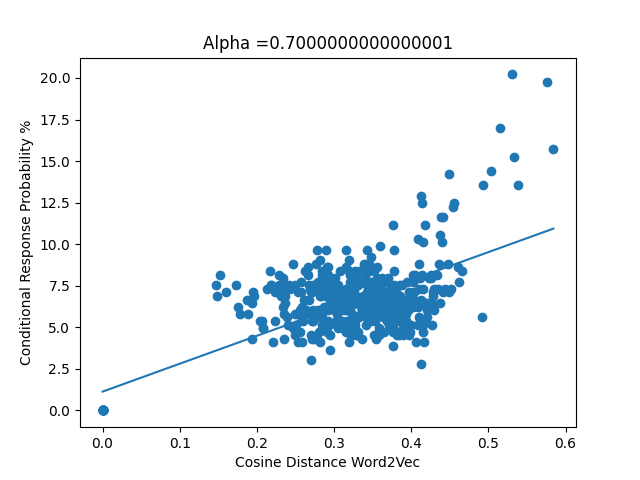 Alpha =0.7000000000000001
20.0
17.5
15.0
12.5
10.0
7.5
5.0
2.5
0.0
Conditional Response Probability %
0.0 0.1 0.2 0.3 0.4 0.5 0.6
Cosine Distance Word2Vec